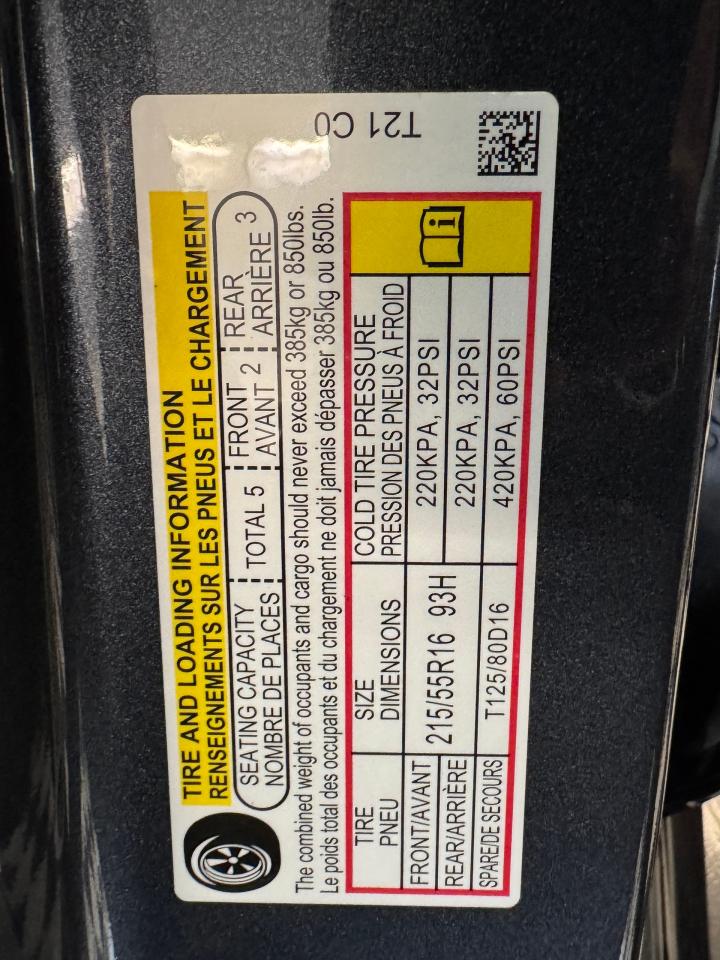 TIRE AND LOADING INFORMATION
RENSEIGNEMENTS SUR LES PNEUS ET LE CHARGEMENT
SEATING CAPACITY
NOMBRE DE PLACES
TOTAL 5
FRONT
AVANT 2
REAR
ARRIÈRE 3
The combined weight of occupants and cargo should never exceed 385kg or 850lbs.
Le poids total des occupants et du chargement ne doit jamais dépasser 385kg ou 850lb.
TIRE
PNEU
SIZE
DIMENSIONS
COLD TIRE PRESSURE
PRESSION DES PNEUS À FROID
FRONT/AVANT
215/55R16 93H
220KPA, 32PSI
REAR/ARRIÈRE
220KPA, 32PSI
SPARE/DE SECOURS
T125/80D16
420KPA, 60PSI
T21 C0